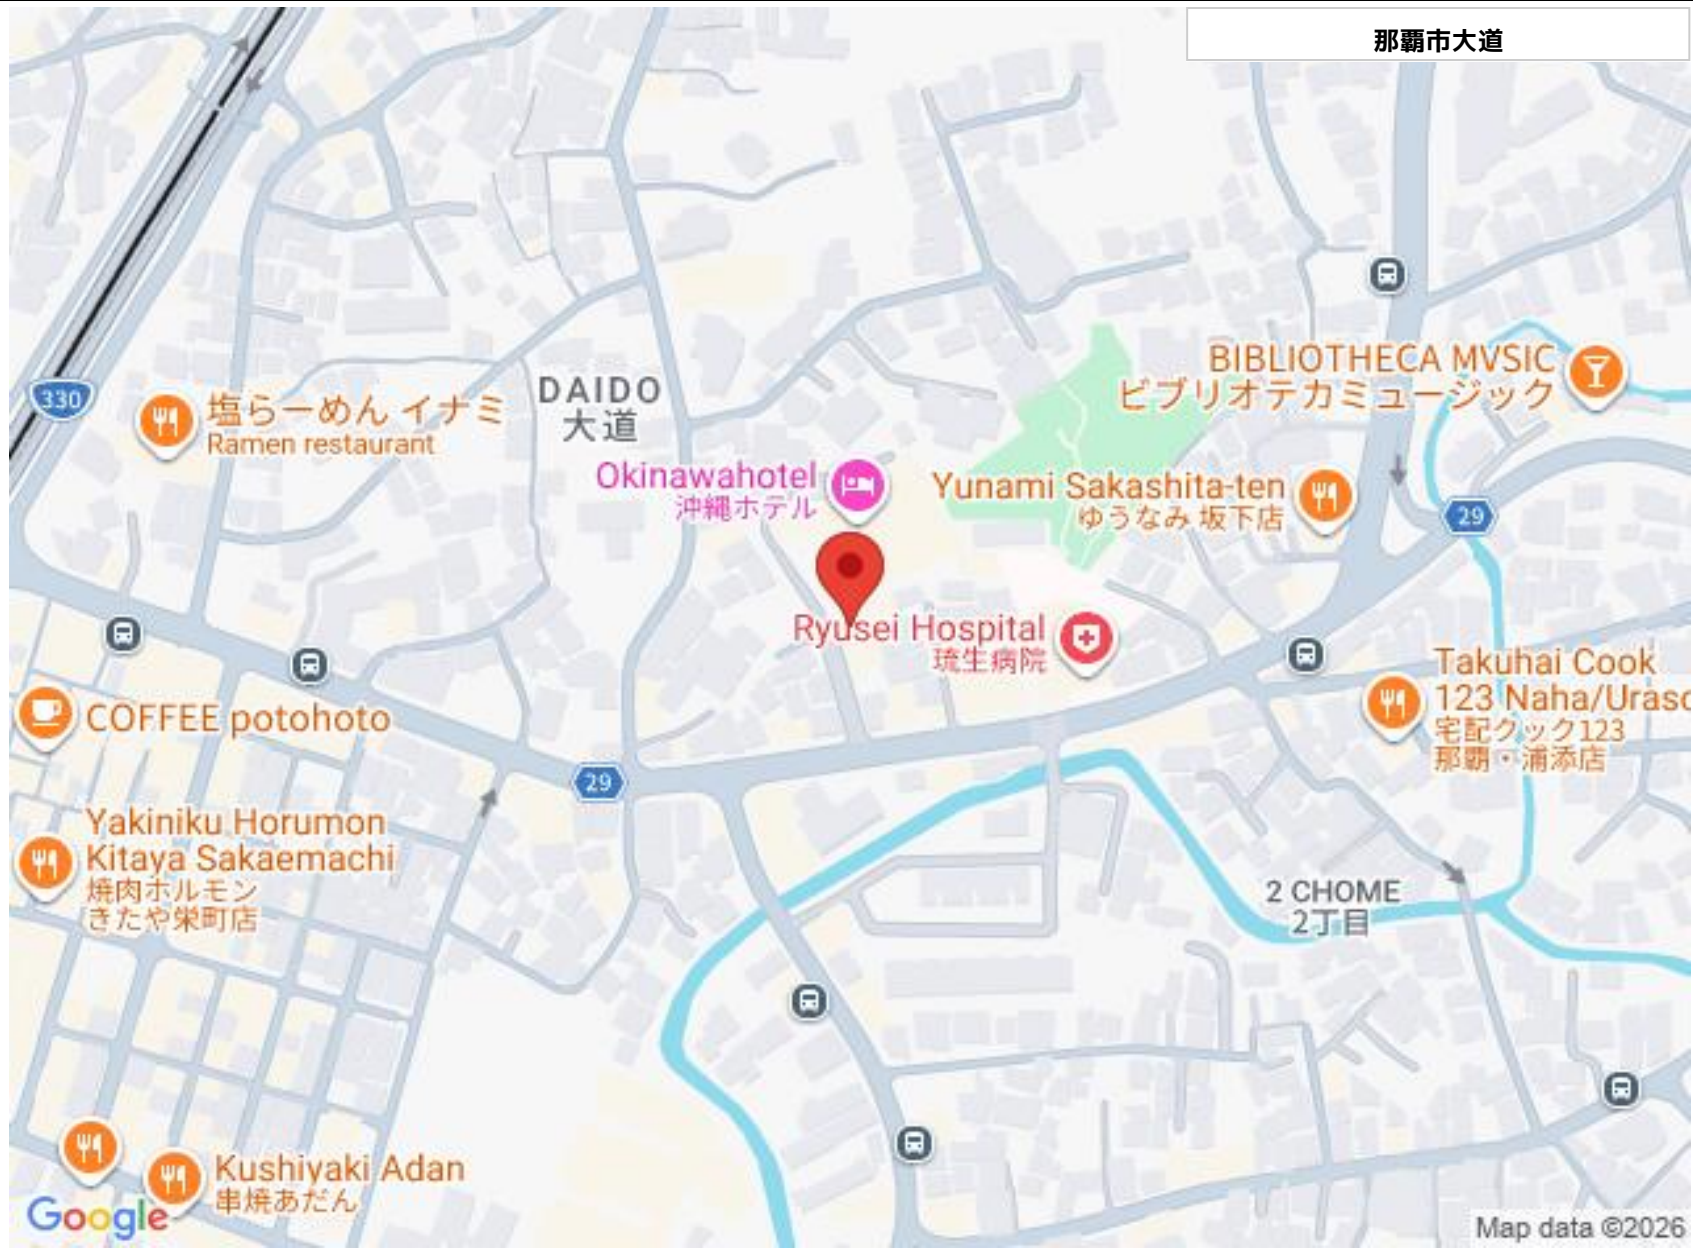 那覇市大道
330
塩らーめん イナミ
Ramen restaurant
DAIDO
大道
BIBLIOTHECA MVSIC
ビブリオテカミュージック
Okinawahotel
沖縄ホテル
Yunami Sakashita-ten
ゆうなみ 坂下店
29
Ryusei Hospital
琉生病院
COFFEE potohoto
Takuhai Cook
123 Naha/Uraso
宅配クック123
那覇・浦添店
29
Yakiniku Horumon
Kitaya Sakaemachi
焼肉ホルモン
きたや栄町店
2 CHOME
2丁目
Kushiyaki Adan
串焼あだん
Google
Map data ©2026